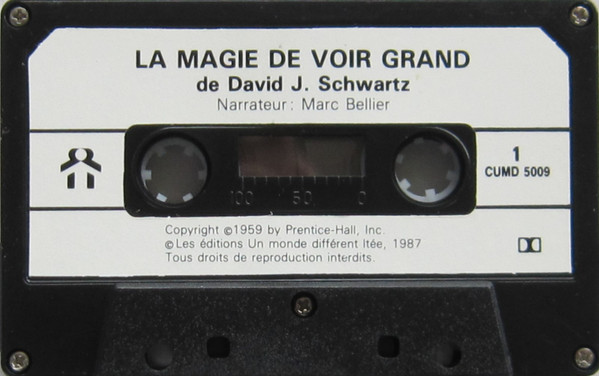 LA MAGIE DE VOIR GRAND
de David J. Schwartz
Narrateur: Marc Bellier
1
CUMD 5009
100 50 0
Copyright ©1959 by Prentice-Hall, Inc.
©Les éditions Un monde différent ltée, 1987
Tous droits de reproduction interdits.